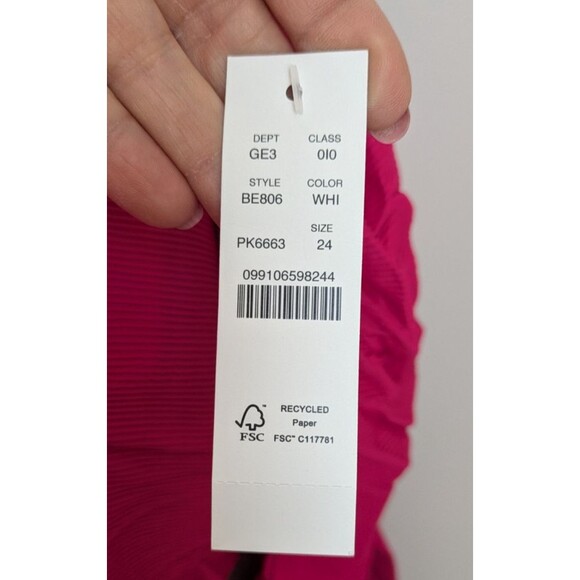 DEPT CLASS
GE3 0I0
STYLE COLOR
BE806 WHI
SIZE
PK6663 24
099106598244
RECYCLED
Paper
FSC™ C117781
FSC